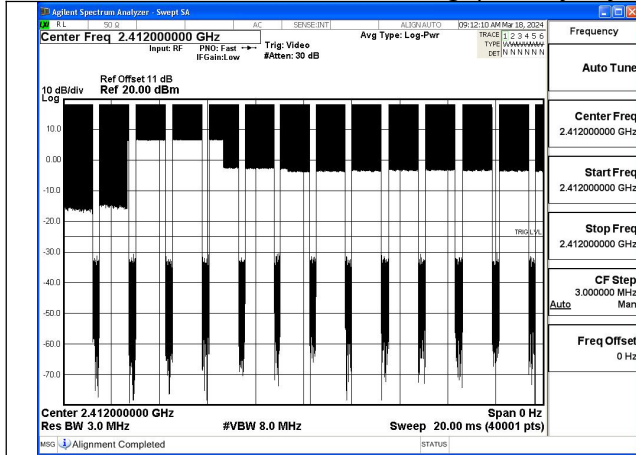 Agilent Spectrum Analyzer - Swept SA
RL 50 Ω AC SENSE:INT ALIGNAUTO 09:12:10 AM Mar 18, 2024
Center Freq 2.412000000 GHz
Input: RF PNO: Fast Trig: Video
IFGain:Low #Atten: 30 dB
Avg Type: Log-Pwr
TRACE 1 2 3 4 5 6
TYPE WWWWWW
DET N N N N N N
Ref Offset 11 dB
10 dB/div Ref 20.00 dBm
Log
10.0
0.00
-10.0
-20.0
TRIG LVL
-30.0
-40.0
-50.0
-60.0
-70.0
Center 2.412000000 GHz Span 0 Hz
Res BW 3.0 MHz #VBW 8.0 MHz Sweep 20.00 ms (40001 pts)
MSG Alignment Completed STATUS
Frequency
Auto Tune
Center Freq
2.412000000 GHz
Start Freq
2.412000000 GHz
Stop Freq
2.412000000 GHz
CF Step
3.000000 MHz
Auto Man
Freq Offset
0 Hz